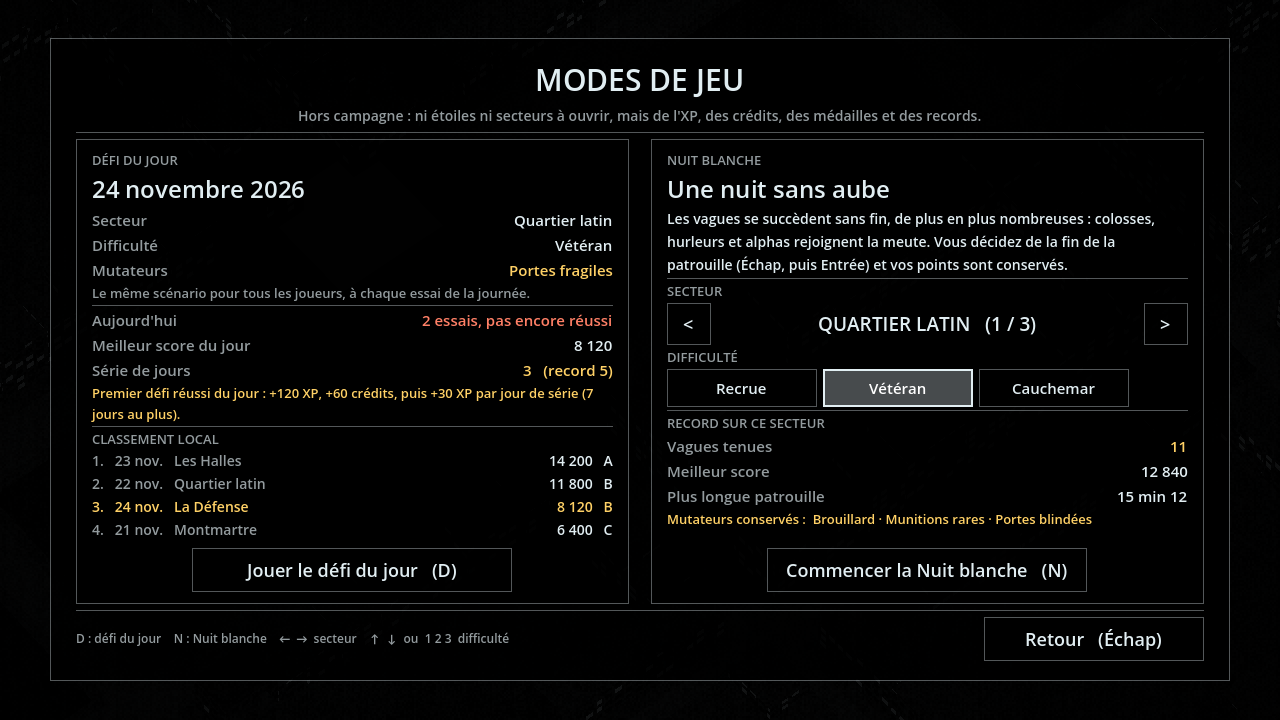 MODES DE JEU
Hors campagne : ni étoiles ni secteurs à ouvrir, mais de l'XP, des crédits, des médailles et des records.
DÉFI DU JOUR
24 novembre 2026
Secteur Quartier latin
Difficulté Vétéran
Mutateurs Portes fragiles
Le même scénario pour tous les joueurs, à chaque essai de la journée.
Aujourd'hui 2 essais, pas encore réussi
Meilleur score du jour 8 120
Série de jours 3 (record 5)
Premier défi réussi du jour : +120 XP, +60 crédits, puis +30 XP par jour de série (7
jours au plus).
CLASSEMENT LOCAL
1. 23 nov. Les Halles 14 200 A
2. 22 nov. Quartier latin 11 800 B
3. 24 nov. La Défense 8 120 B
4. 21 nov. Montmartre 6 400 C
Jouer le défi du jour (D)
NUIT BLANCHE
Une nuit sans aube
Les vagues se succèdent sans fin, de plus en plus nombreuses : colosses,
hurleurs et alphas rejoignent la meute. Vous décidez de la fin de la
patrouille (Échap, puis Entrée) et vos points sont conservés.
SECTEUR
< QUARTIER LATIN (1 / 3) >
DIFFICULTÉ
Recrue Vétéran Cauchemar
RECORD SUR CE SECTEUR
Vagues tenues 11
Meilleur score 12 840
Plus longue patrouille 15 min 12
Mutateurs conservés : Brouillard · Munitions rares · Portes blindées
Commencer la Nuit blanche (N)
D : défi du jour N : Nuit blanche ← → secteur ↑ ↓ ou 1 2 3 difficulté
Retour (Échap)